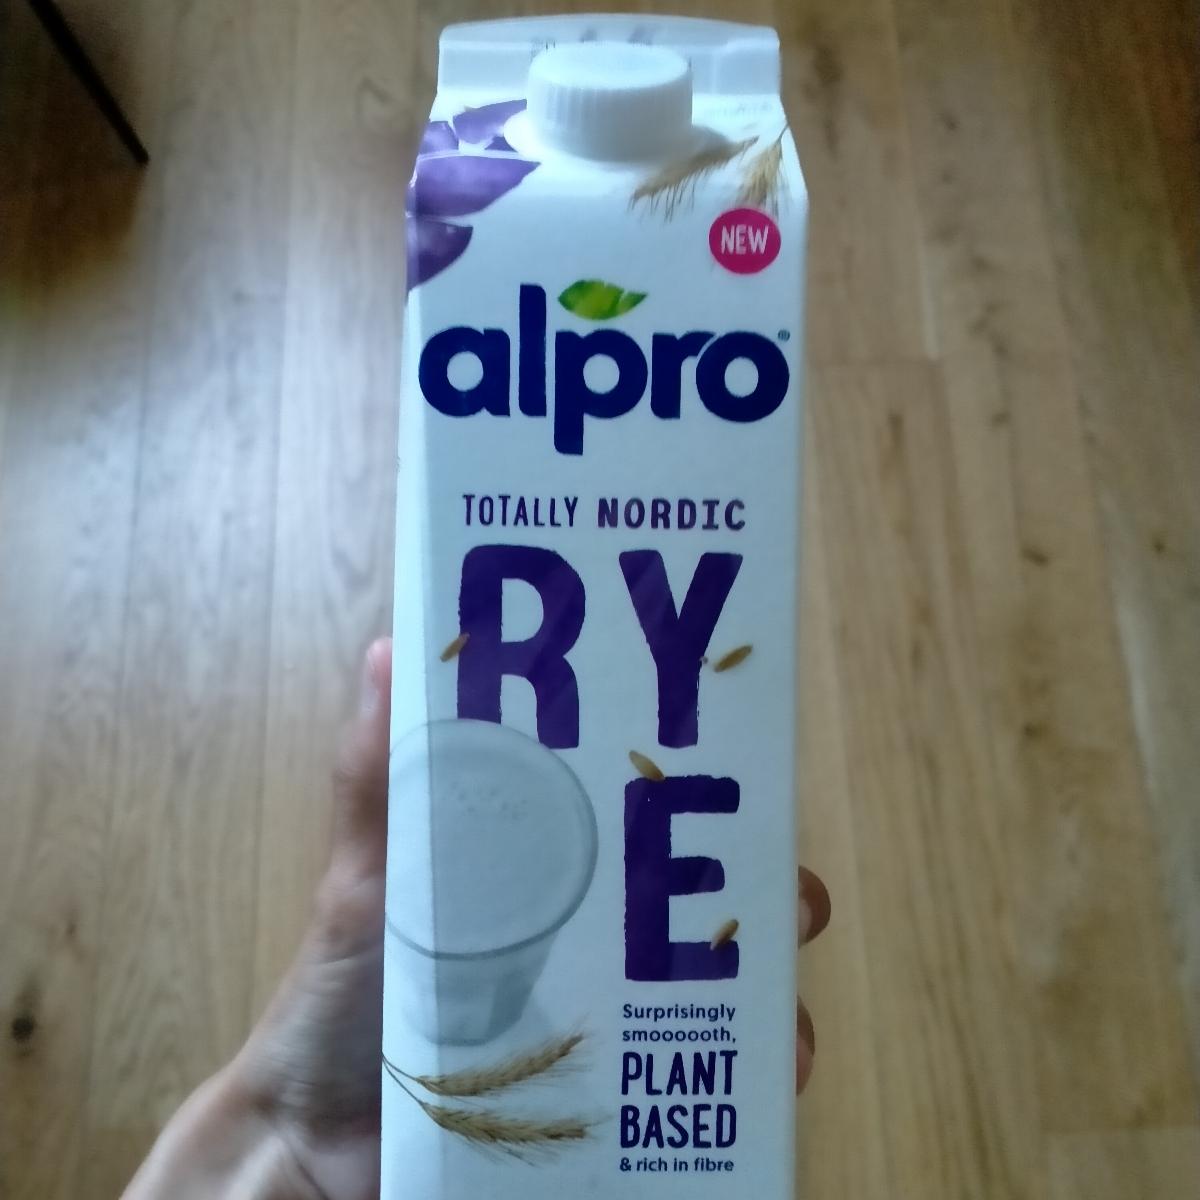 NEW
alpro®
TOTALLY NORDIC
RY
E
Surprisingly
smoooooth,
PLANT
BASED
& rich in fibre